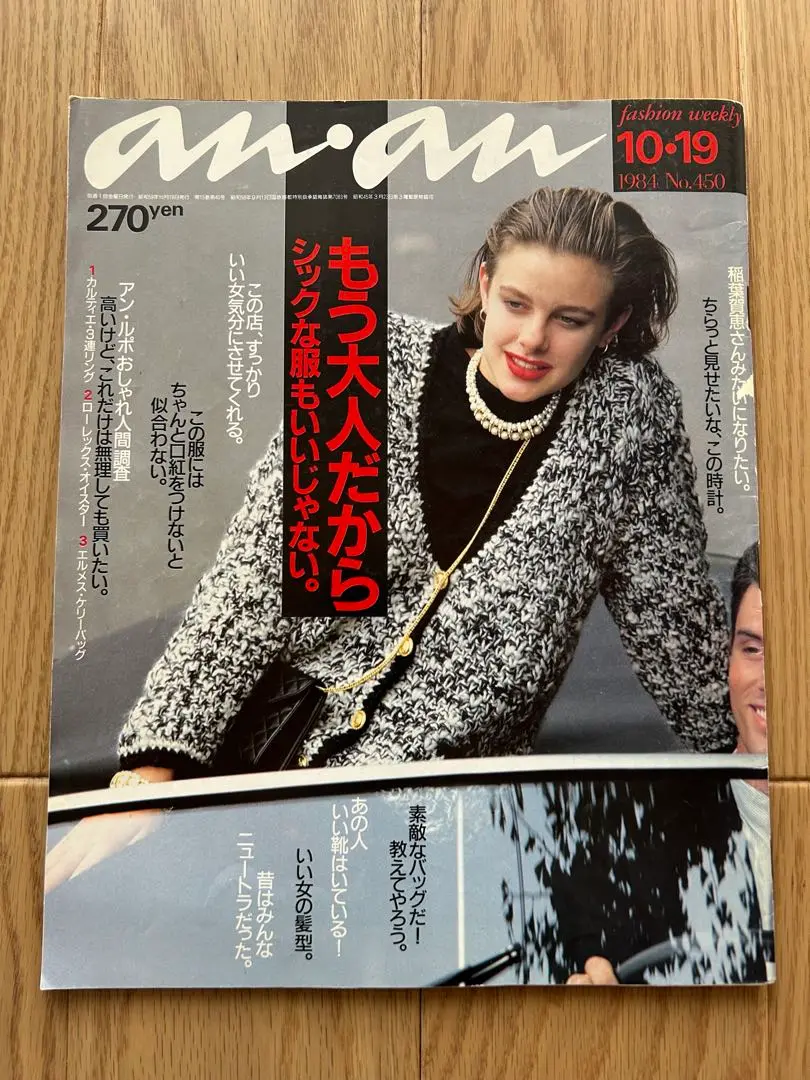 an・an
fashion weekly
10・19
1984 No.450
270yen
もう大人だから
シックな服もいいじゃない。
稲葉賀恵さんみたいになりたい。
ちらっと見せたいな、この時計。
この店、すっかり
いい女気分にさせてくれる。
この服には
ちゃんと口紅をつけないと
似合わない。
アン・ルポおしゃれ人間調査
高いけど、これだけは無理しても買いたい。
1 カルティエ・3連リング 2 ローレックス・オイスター 3 エルメス・ケリーバッグ
素敵なバッグだ!
教えてやろう。
あの人
いい靴はいている!
いい女の髪型。
昔はみんな
ニュートラだった。